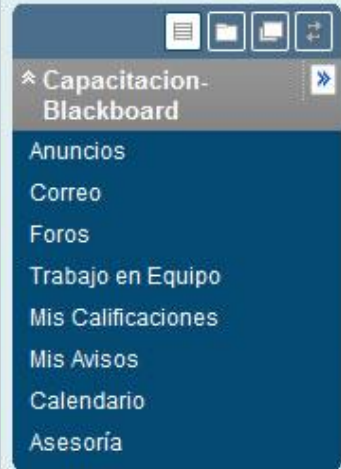 Capacitacion-
Blackboard
Anuncios
Correo
Foros
Trabajo en Equipo
Mis Calificaciones
Mis Avisos
Calendario
Asesoría